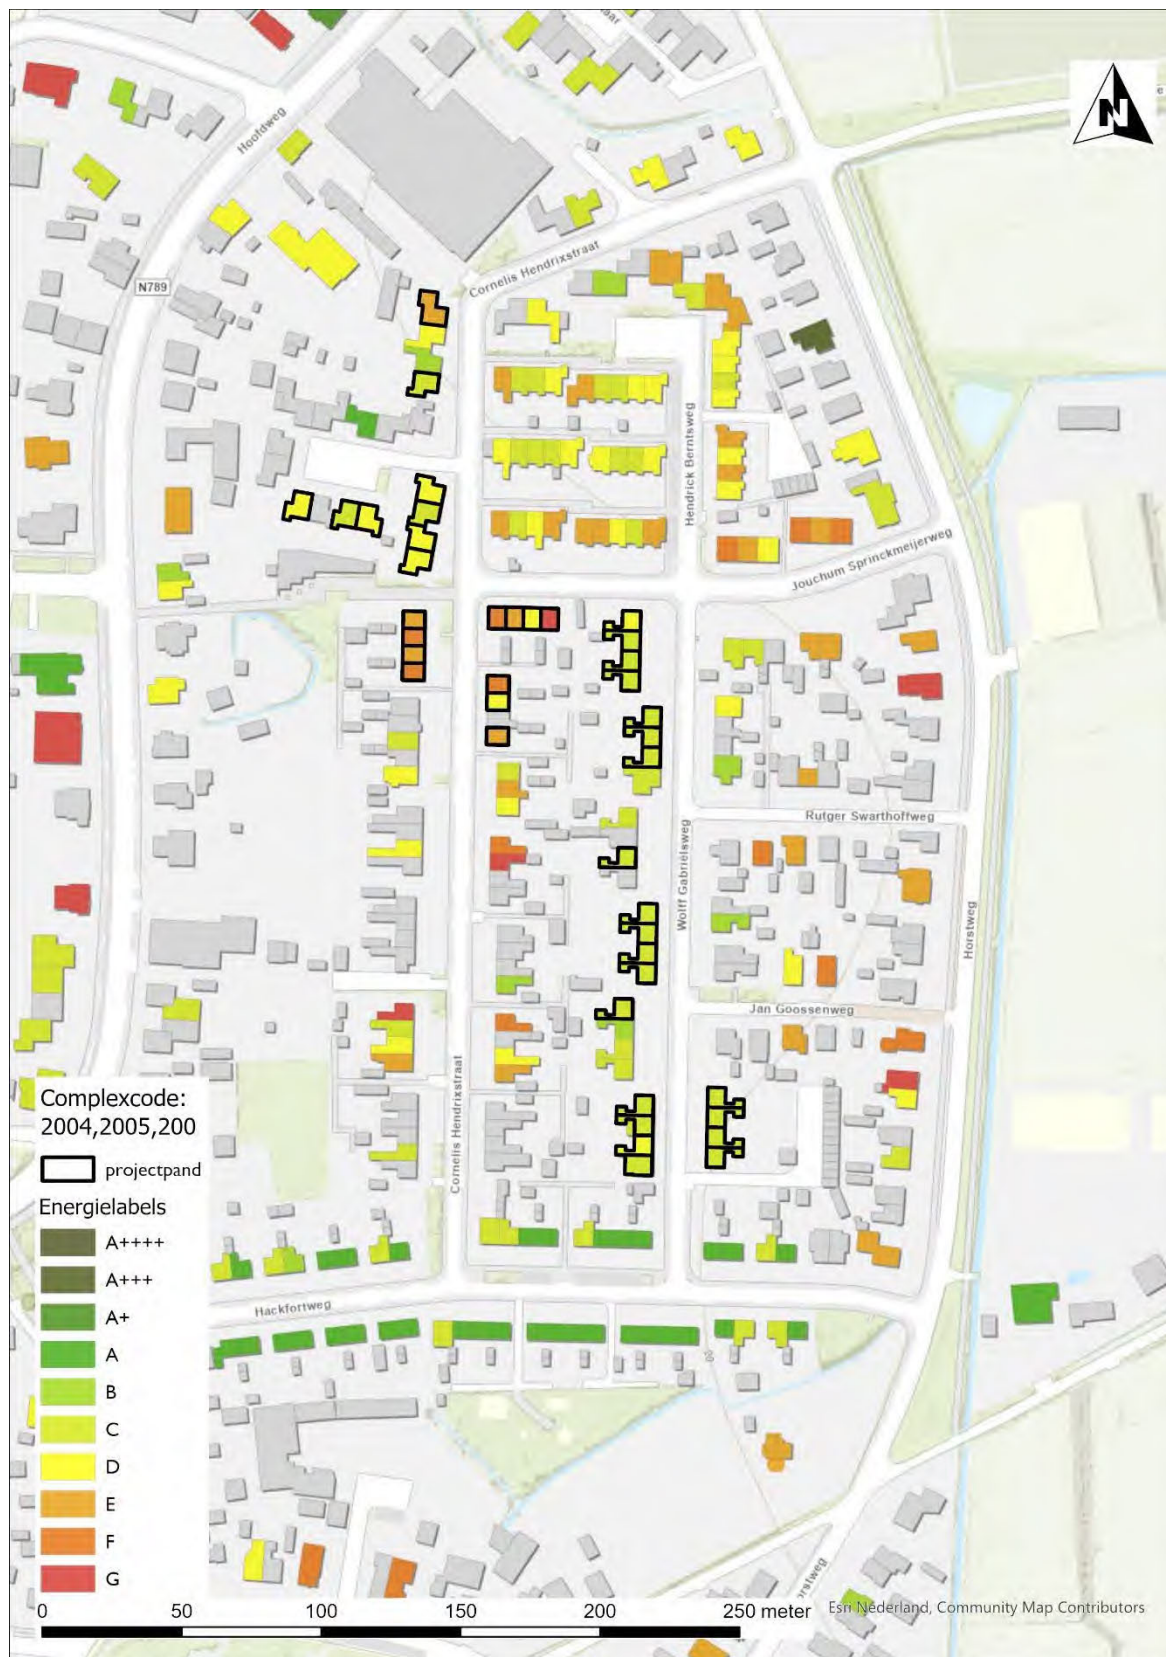 Hoofdweg
N
N789
Cornelis Hendrixstraat
Hendrick Berntsweg
Jouchum Sprinckmeijerweg
Rutger Swarthoffweg
Wolff Gabriëlsweg
Horstweg
Jan Goossenweg
Cornelis Hendrixstraat
Complexcode:
2004,2005,200
projectpand
Energielabels
A++++
A+++
A+
A
B
C
D
E
F
G
Hackfortweg
0 50 100 150 200 250 meter
Esri Nederland, Community Map Contributors